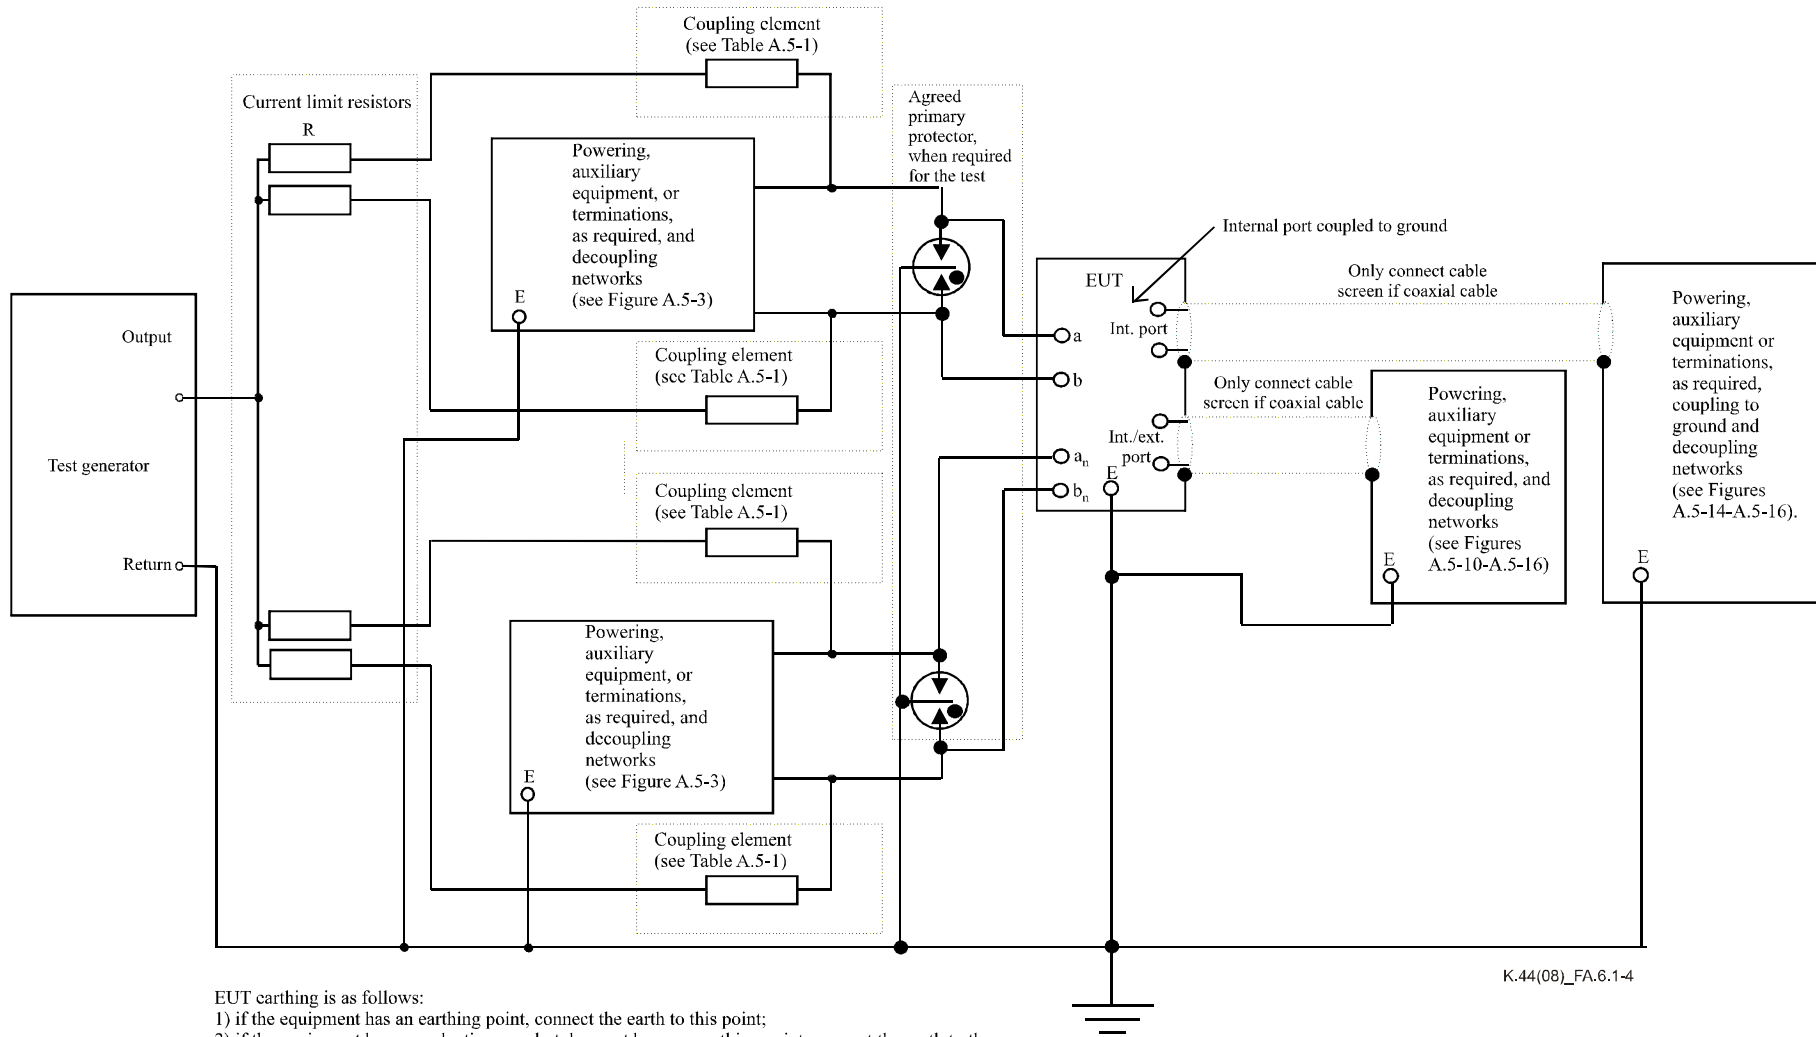 Coupling element
(see Table A.5-1)
Current limit resistors
R
Agreed
primary
protector,
when required
for the test
Powering,
auxiliary
equipment, or
terminations,
as required, and
decoupling
networks
(see Figure A.5-3)
E
Internal port coupled to ground
EUT
Only connect cable
screen if coaxial cable
Int. port
a
b
Powering,
auxiliary
equipment or
terminations,
as required,
coupling to
ground and
decoupling
networks
(see Figures
A.5-14-A.5-16).
E
Output
Test generator
Return
Coupling element
(see Table A.5-1)
Only connect cable
screen if coaxial cable
Int./ext.
port
an
bn
E
Powering,
auxiliary
equipment or
terminations,
as required, and
decoupling
networks
(see Figures
A.5-10-A.5-16)
E
Coupling element
(see Table A.5-1)
Powering,
auxiliary
equipment, or
terminations,
as required, and
decoupling
networks
(see Figure A.5-3)
E
Coupling element
(see Table A.5-1)
K.44(08)_FA.6.1-4
EUT earthing is as follows:
1) if the equipment has an earthing point, connect the earth to this point;